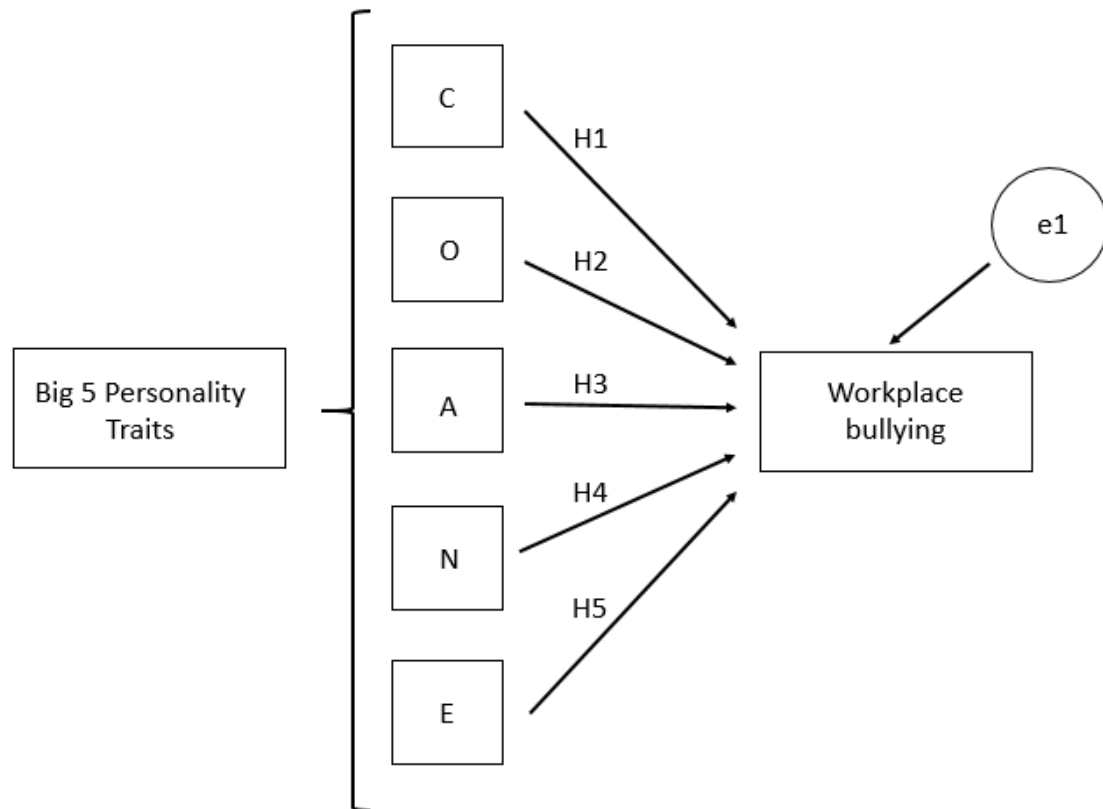 C
H1
O
H2
e1
Big 5 Personality
Traits
A
H3
Workplace
bullying
N
H4
E
H5